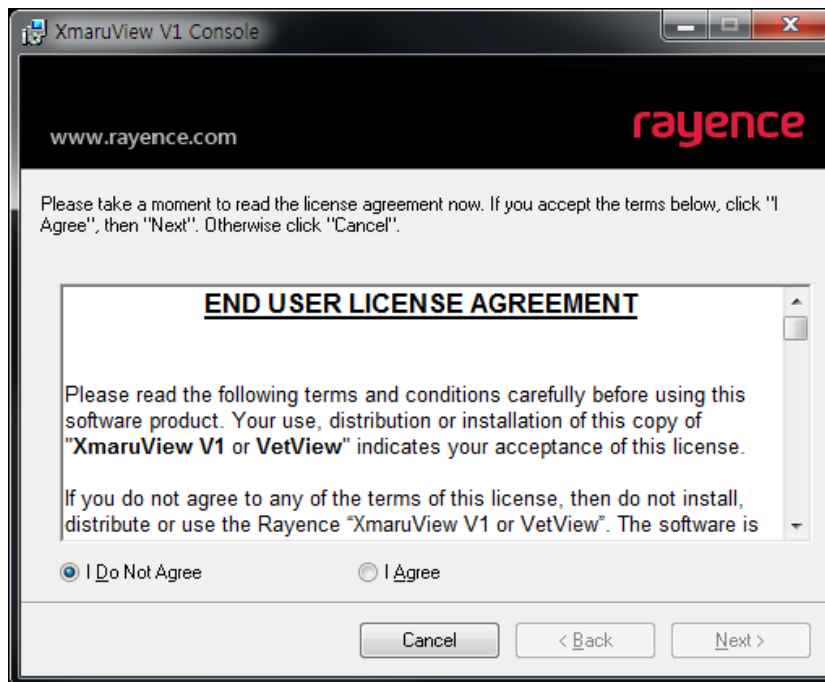 XmaruView V1 Console
www.rayence.com
rayence
Please take a moment to read the license agreement now. If you accept the terms below, click "I
Agree", then "Next". Otherwise click "Cancel".
END USER LICENSE AGREEMENT
Please read the following terms and conditions carefully before using this
software product. Your use, distribution or installation of this copy of
"XmaruView V1 or VetView" indicates your acceptance of this license.
If you do not agree to any of the terms of this license, then do not install,
distribute or use the Rayence “XmaruView V1 or VetView”. The software is
I Do Not Agree
I Agree
Cancel
< Back
Next >